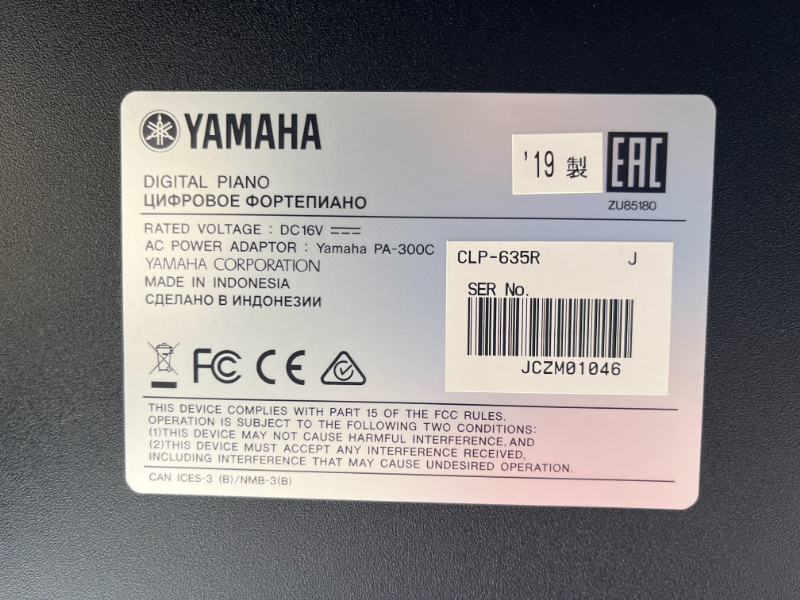 YAMAHA
'19 製
EAC
ZU85180
DIGITAL PIANO
ЦИФРОВОЕ ФОРТЕПИАНО
RATED VOLTAGE : DC16V
AC POWER ADAPTOR : Yamaha PA-300C
YAMAHA CORPORATION
MADE IN INDONESIA
СДЕЛАНО В ИНДОНЕЗИИ
CLP-635R J
SER No.
JCZM01046
FC CE
THIS DEVICE COMPLIES WITH PART 15 OF THE FCC RULES.
OPERATION IS SUBJECT TO THE FOLLOWING TWO CONDITIONS:
(1)THIS DEVICE MAY NOT CAUSE HARMFUL INTERFERENCE, AND
(2)THIS DEVICE MUST ACCEPT ANY INTERFERENCE RECEIVED,
INCLUDING INTERFERENCE THAT MAY CAUSE UNDESIRED OPERATION.
CAN ICES-3 (B)/NMB-3(B)